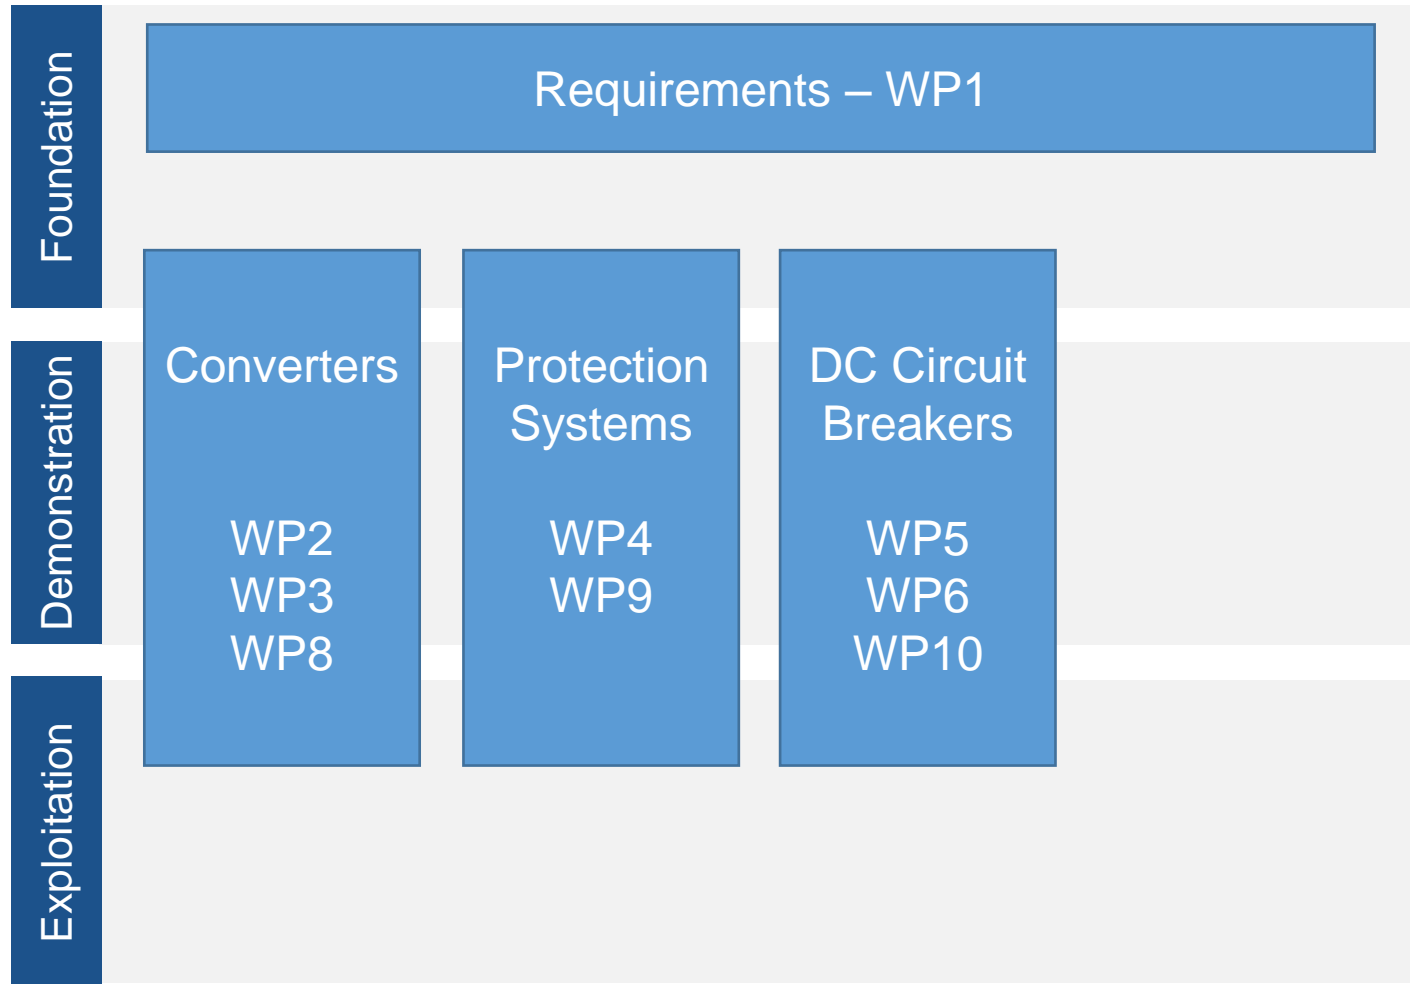 Foundation
Requirements – WP1
Demonstration
Converters
WP2
WP3
WP8
Protection
Systems
WP4
WP9
DC Circuit
Breakers
WP5
WP6
WP10
Exploitation